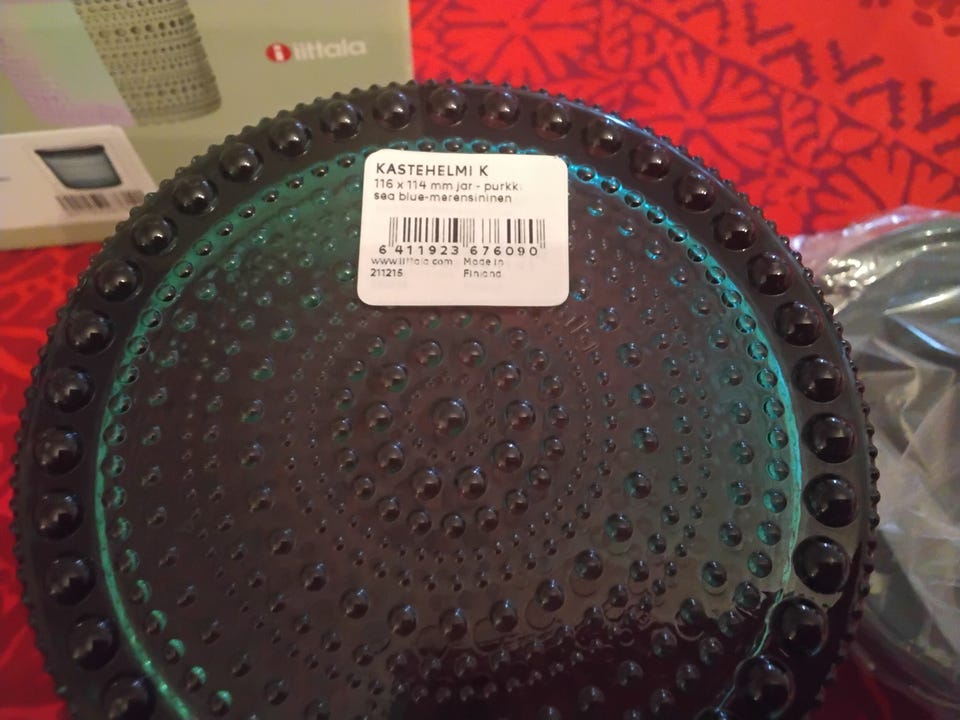 iittala
KASTEHELMI K
116 x 114 mm jar - purkki
sea blue-merensininen
6 411923 676090
www.iittala.com Made in
211215 Finland